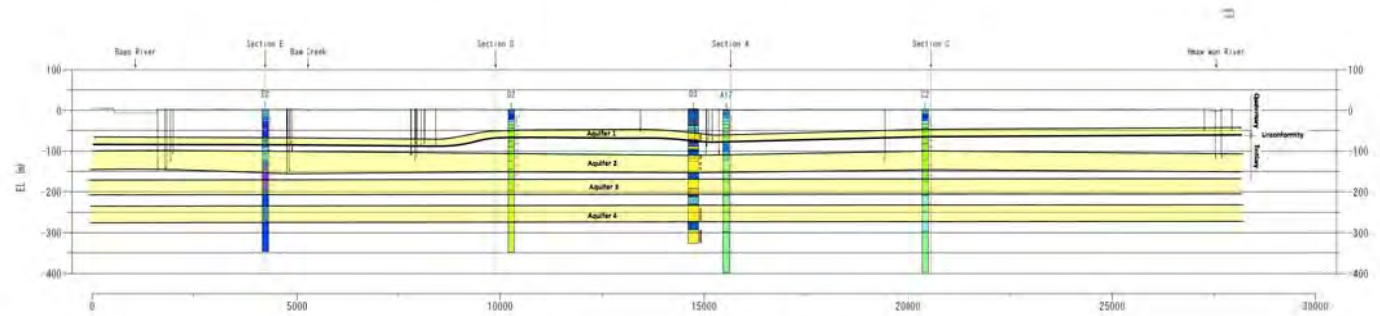 Section E
Section D
Section A
Section C
Bago River
Baw Creek
Hmaw Wun River
100
100
E2
D2
D3
A17
C2
0
0
Aquifer 1
Quaternary
Unconformity
Tertiary
-100
-100
Aquifer 2
EL (m)
-200
-200
Aquifer 3
Aquifer 4
-300
-300
-400
-400
0
5000
10000
15000
20000
25000
30000